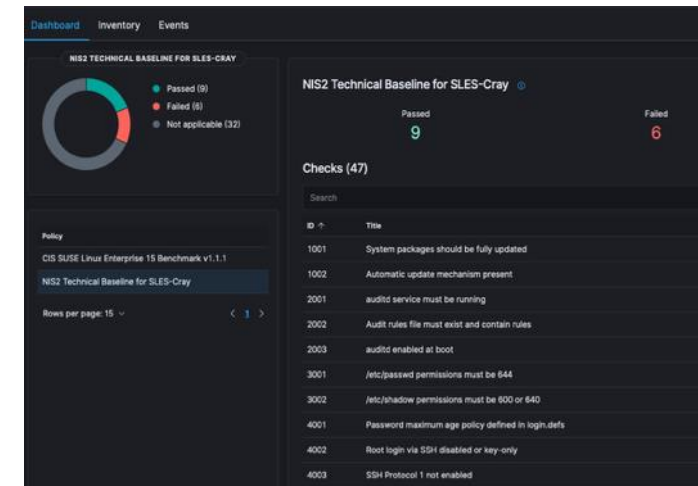 Dashboard Inventory Events
NIS2 TECHNICAL BASELINE FOR SLES-CRAY
Passed (9)
Failed (6)
Not applicable (32)
Policy
CIS SUSE Linux Enterprise 15 Benchmark v1.1.1
NIS2 Technical Baseline for SLES-Cray
Rows per page: 15
1
NIS2 Technical Baseline for SLES-Cray
Passed Failed
9 6
Checks (47)
Search
ID Title
1001 System packages should be fully updated
1002 Automatic update mechanism present
2001 auditd service must be running
2002 Audit rules file must exist and contain rules
2003 auditd enabled at boot
3001 /etc/passwd permissions must be 644
3002 /etc/shadow permissions must be 600 or 640
4001 Password maximum age policy defined in login.defs
4002 Root login via SSH disabled or key-only
4003 SSH Protocol 1 not enabled